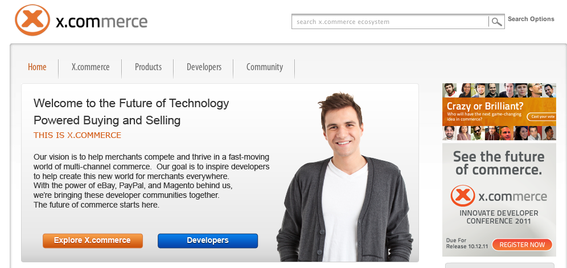 x.commerce
search x.commerce ecosystem
Search Options
Home
X.commerce
Products
Developers
Community
Welcome to the Future of Technology
Powered Buying and Selling
THIS IS X.COMMERCE
Our vision is to help merchants compete and thrive in a fast-moving
world of multi-channel commerce. Our goal is to inspire developers
to help create this new world for merchants everywhere.
With the power of eBay, PayPal, and Magento behind us,
we're bringing these developer communities together.
The future of commerce starts here.
Explore X.commerce
Developers
Crazy or Brilliant?
Who will have the next game-changing
idea in commerce?
Cast your vote
See the future
of commerce.
x.commerce
INNOVATE DEVELOPER
CONFERENCE 2011
Due For
Release 10.12.11
REGISTER NOW